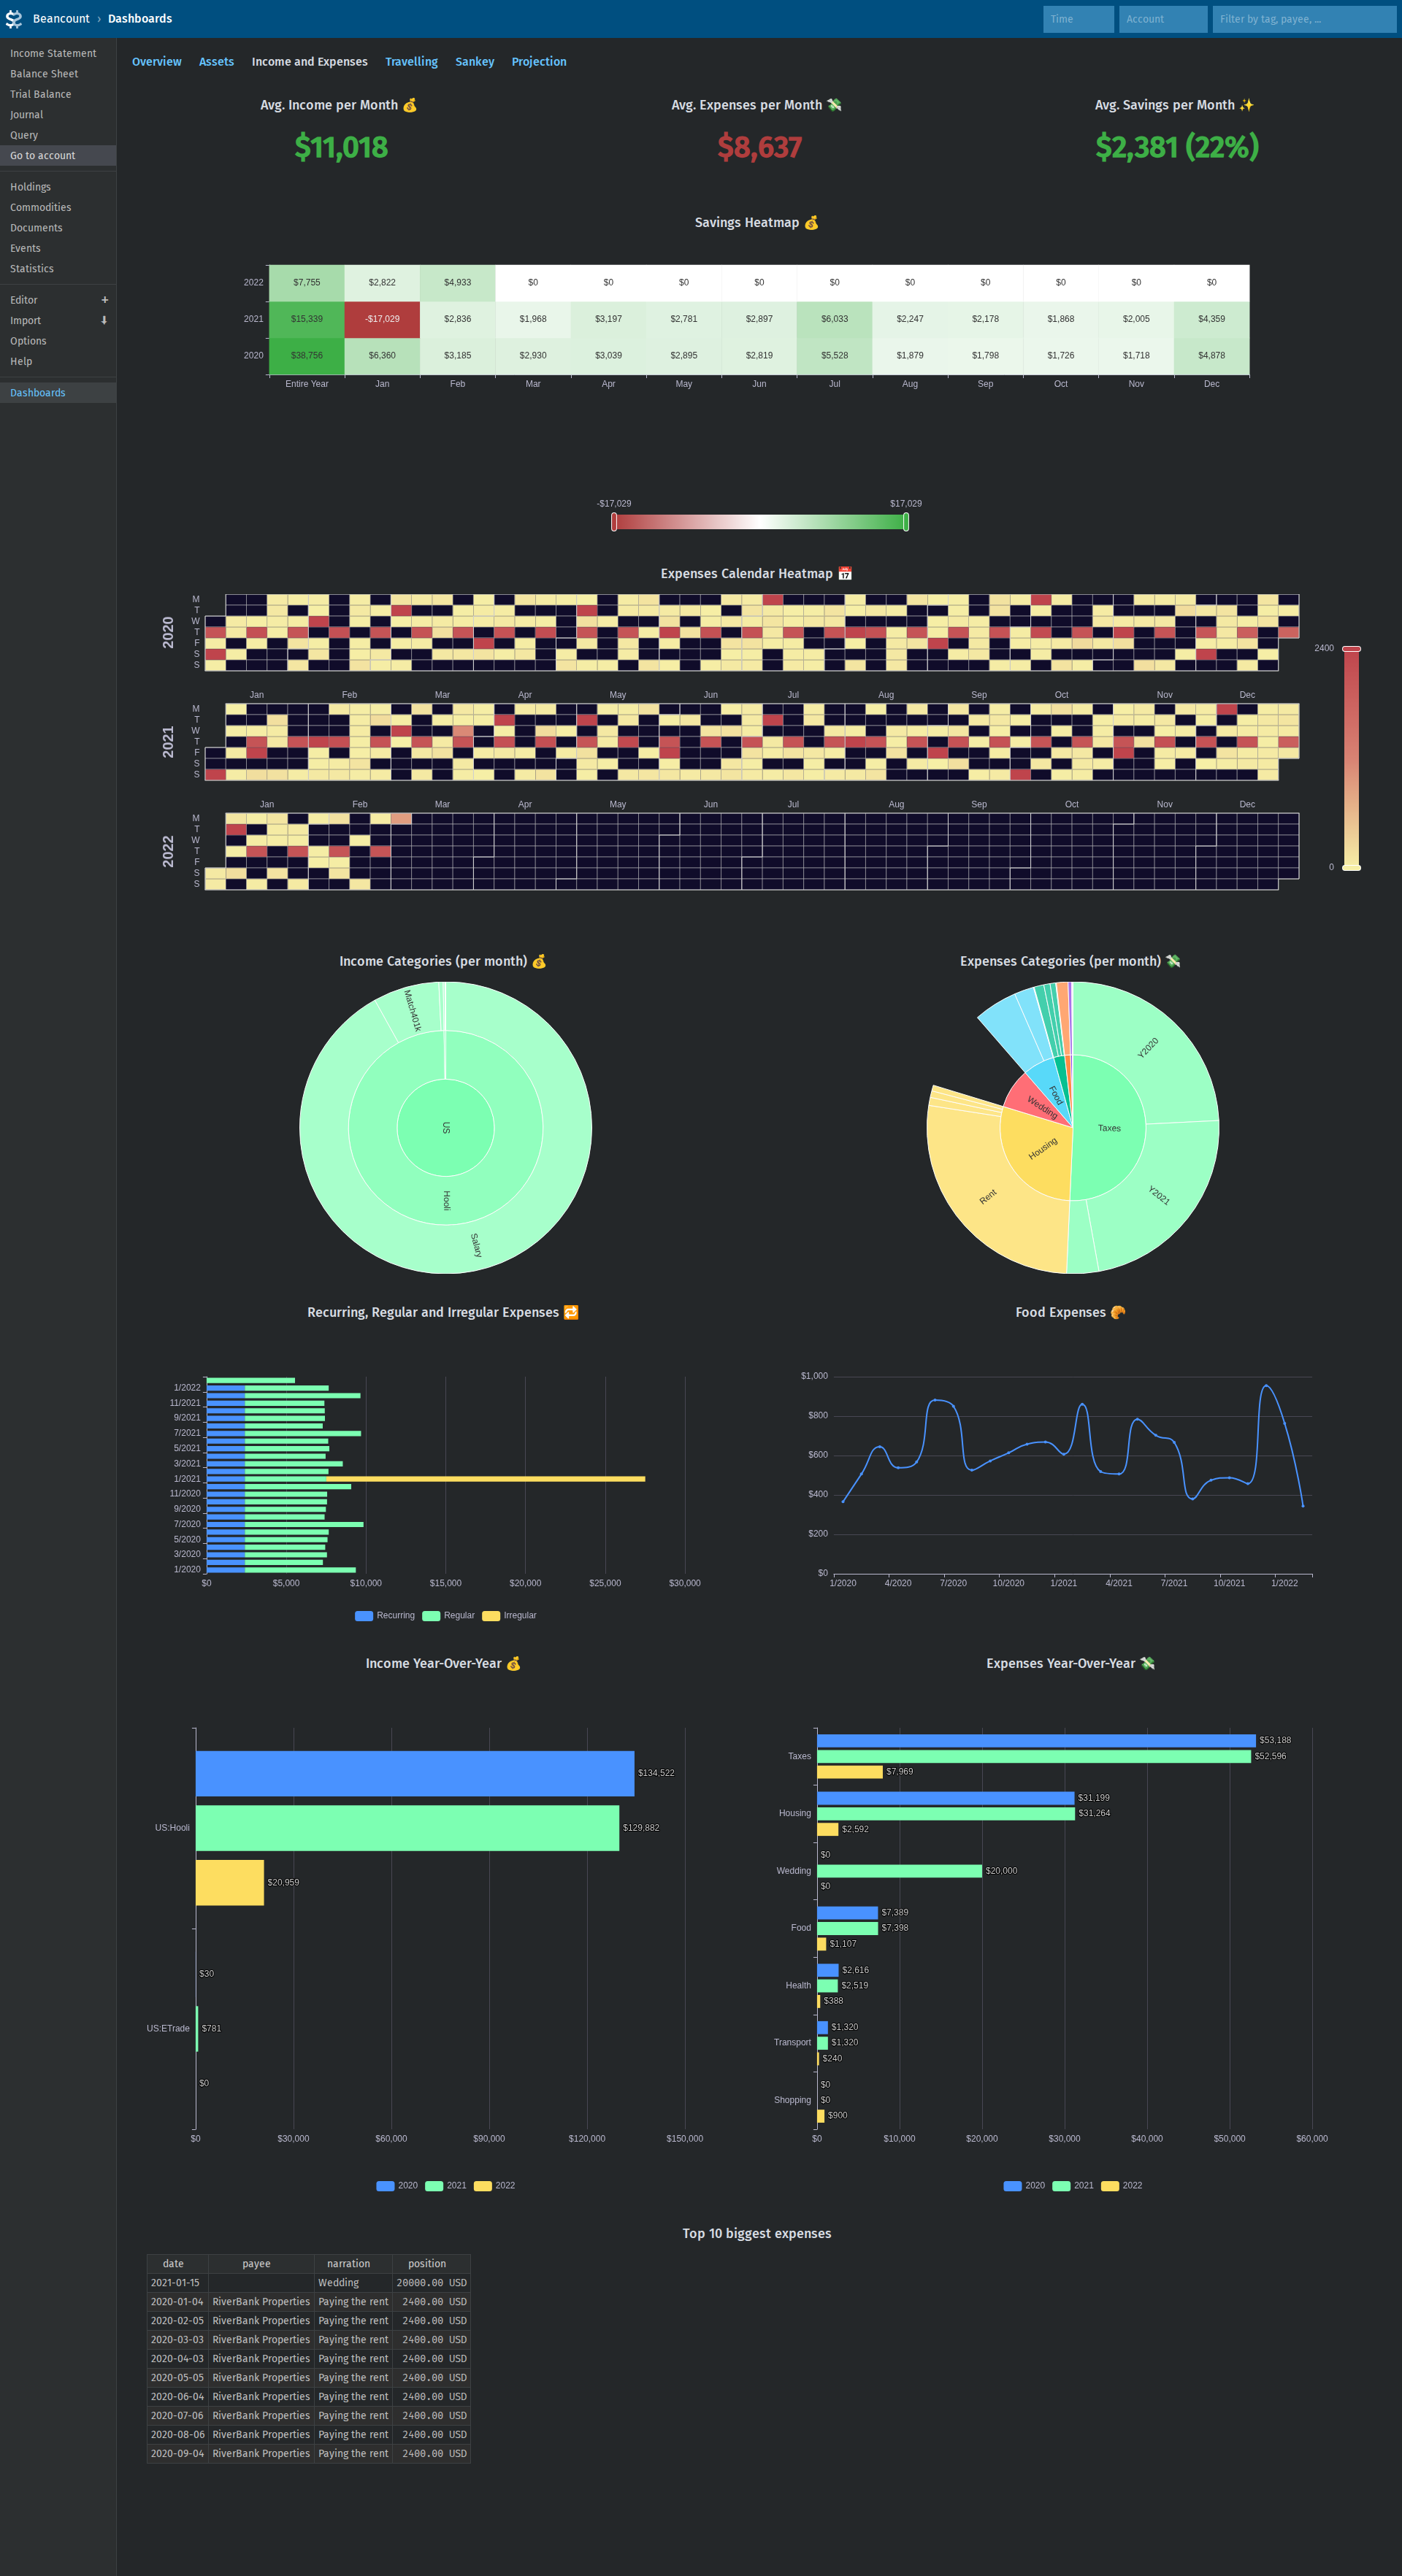 Beancount › Dashboards
Time
Account
Filter by tag, payee, ...
Income Statement
Balance Sheet
Trial Balance
Journal
Query
Go to account
Holdings
Commodities
Documents
Events
Statistics
Editor +
Import
Options
Help
Dashboards
Overview Assets Income and Expenses Travelling Sankey Projection
Avg. Income per Month 💰
$11,018
Avg. Expenses per Month 💸
$8,637
Avg. Savings per Month ✨
$2,381 (22%)
Savings Heatmap 💰
2022 $7,755 $2,822 $4,933 $0 $0 $0 $0 $0 $0 $0 $0 $0 $0
2021 $15,339 -$17,029 $2,836 $1,968 $3,197 $2,781 $2,897 $6,033 $2,247 $2,178 $1,868 $2,005 $4,359
2020 $38,756 $6,360 $3,185 $2,930 $3,039 $2,895 $2,819 $5,528 $1,879 $1,798 $1,726 $1,718 $4,878
Entire Year Jan Feb Mar Apr May Jun Jul Aug Sep Oct Nov Dec
-$17,029 $17,029
Expenses Calendar Heatmap 📅
2020
M
T
W
T
F
S
S
Jan Feb Mar Apr May Jun Jul Aug Sep Oct Nov Dec
2021
M
T
W
T
F
S
S
Jan Feb Mar Apr May Jun Jul Aug Sep Oct Nov Dec
2022
M
T
W
T
F
S
S
2400
0
Income Categories (per month) 💰
Match401k
US
Hooli
Salary
Expenses Categories (per month) 💸
Y2020
Food
Wedding
Taxes
Housing
Rent
Y2021
Recurring, Regular and Irregular Expenses 🔁
1/2022
11/2021
9/2021
7/2021
5/2021
3/2021
1/2021
11/2020
9/2020
7/2020
5/2020
3/2020
1/2020
$0 $5,000 $10,000 $15,000 $20,000 $25,000 $30,000
Recurring Regular Irregular
Food Expenses 🥐
$1,000
$800
$600
$400
$200
$0
1/2020 4/2020 7/2020 10/2020 1/2021 4/2021 7/2021 10/2021 1/2022
Income Year-Over-Year 💰
$134,522
US:Hooli $129,882
$20,959
$30
US:ETrade $781
$0
$0 $30,000 $60,000 $90,000 $120,000 $150,000
2020 2021 2022
Expenses Year-Over-Year 💸
$53,188
Taxes $52,596
$7,969
$31,199
Housing $31,264
$2,592
$0
Wedding $20,000
$0
$7,389
Food $7,398
$1,107
$2,616
Health $2,519
$388
$1,320
Transport $1,320
$240
$0
Shopping $0
$900
$0 $10,000 $20,000 $30,000 $40,000 $50,000 $60,000
2020 2021 2022
Top 10 biggest expenses
date payee narration position
2021-01-15 Wedding 20000.00 USD
2020-01-04 RiverBank Properties Paying the rent 2400.00 USD
2020-02-05 RiverBank Properties Paying the rent 2400.00 USD
2020-03-03 RiverBank Properties Paying the rent 2400.00 USD
2020-04-03 RiverBank Properties Paying the rent 2400.00 USD
2020-05-05 RiverBank Properties Paying the rent 2400.00 USD
2020-06-04 RiverBank Properties Paying the rent 2400.00 USD
2020-07-06 RiverBank Properties Paying the rent 2400.00 USD
2020-08-06 RiverBank Properties Paying the rent 2400.00 USD
2020-09-04 RiverBank Properties Paying the rent 2400.00 USD